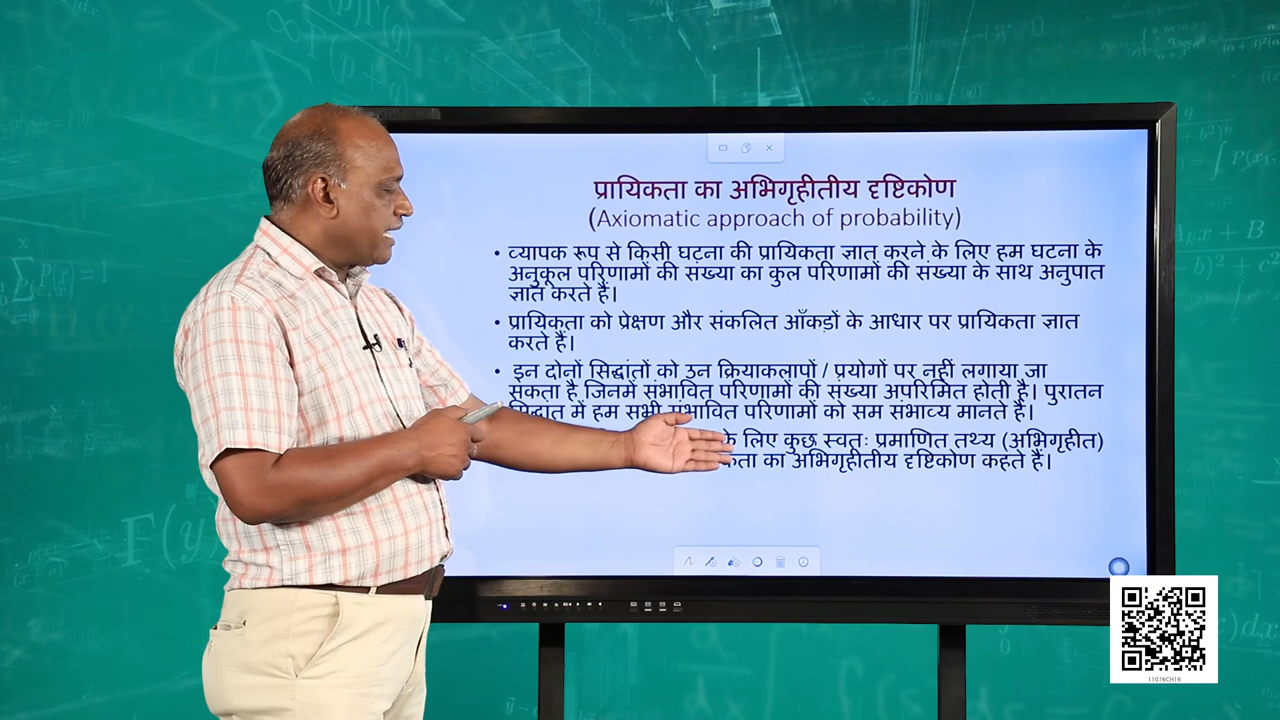 प्रायिकता का अभिगृहीतीय दृष्टिकोण
(Axiomatic approach of probability)
• व्यापक रूप से किसी घटना की प्रायिकता ज्ञात करने के लिए हम घटना के
अनुकूल परिणामों की संख्या का कुल परिणामों की संख्या के साथ अनुपात
ज्ञात करते हैं।
• प्रायिकता को प्रेक्षण और संकलित आँकड़ों के आधार पर प्रायिकता ज्ञात
करते हैं।
• इन दोनों सिद्धांतों को उन क्रियाकलापों / प्रयोगों पर नहीं लगाया जा
सकता है जिनमें संभावित परिणामों की संख्या अपरिमित होती है। पुरातन
सिद्धांत में हम सभी संभावित परिणामों को सम संभाव्य मानते हैं।
के लिए कुछ स्वतः प्रमाणित तथ्य (अभिगृहीत)
का अभिगृहीतीय दृष्टिकोण कहते हैं।
11076CH16